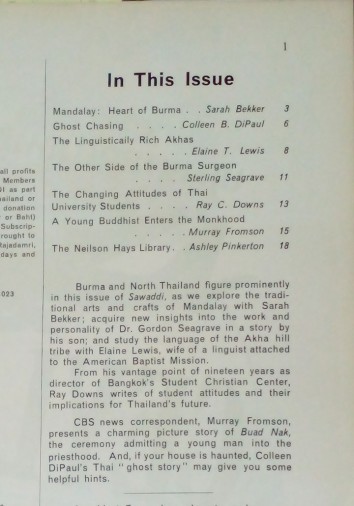 1
In This Issue
Mandalay: Heart of Burma . . Sarah Bekker 3
Ghost Chasing . . . . Colleen B. DiPaul 6
The Linguistically Rich Akhas
. . . . . Elaine T. Lewis 8
The Other Side of the Burma Surgeon
. . . . Sterling Seagrave 11
The Changing Attitudes of Thai
University Students . . . . Ray C. Downs 13
A Young Buddhist Enters the Monkhood
. . . . . Murray Fromson 15
The Neilson Hays Library. . Ashley Pinkerton 18
all profits
Members
as part
ailand or
donation
or Baht)
Subscrip-
rought to
ajadamri,
days and
023
Burma and North Thailand figure prominently
in this issue of Sawaddi, as we explore the tradi-
tional arts and crafts of Mandalay with Sarah
Bekker; acquire new insights into the work and
personality of Dr. Gordon Seagrave in a story by
his son; and study the language of the Akha hill
tribe with Elaine Lewis, wife of a linguist attached
to the American Baptist Mission.
From his vantage point of nineteen years as
director of Bangkok's Student Christian Center,
Ray Downs writes of student attitudes and their
implications for Thailand's future.
CBS news correspondent, Murray Fromson,
presents a charming picture story of Buad Nak,
the ceremony admitting a young man into the
priesthood. And, if your house is haunted, Colleen
DiPaul's Thai "ghost story" may give you some
helpful hints.